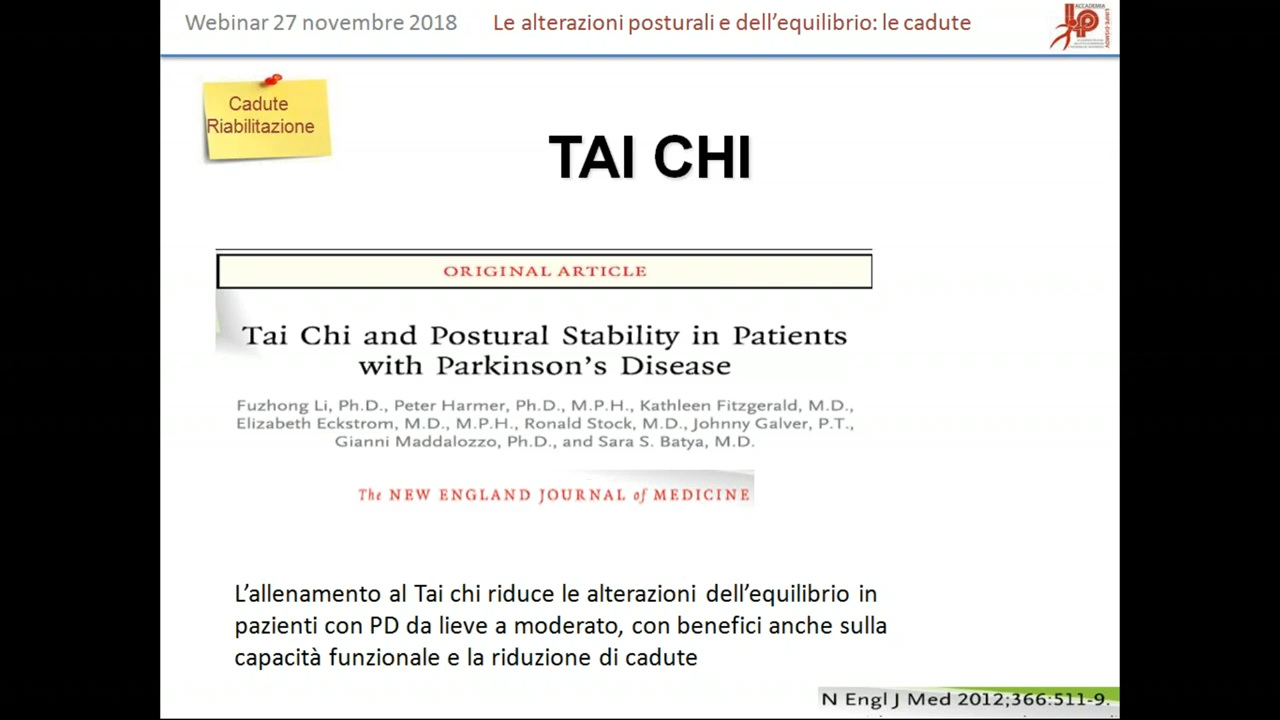 Webinar 27 novembre 2018 Le alterazioni posturali e dell'equilibrio: le cadute
ACCADEMIA
LIMPE-DISMOV
Cadute
Riabilitazione
TAI CHI
ORIGINAL ARTICLE
Tai Chi and Postural Stability in Patients
with Parkinson's Disease
Fuzhong Li, Ph.D., Peter Harmer, Ph.D., M.P.H., Kathleen Fitzgerald, M.D.,
Elizabeth Eckstrom, M.D., M.P.H., Ronald Stock, M.D., Johnny Galver, P.T.,
Gianni Maddalozzo, Ph.D., and Sara S. Batya, M.D.
The NEW ENGLAND JOURNAL of MEDICINE
L'allenamento al Tai chi riduce le alterazioni dell'equilibrio in
pazienti con PD da lieve a moderato, con benefici anche sulla
capacità funzionale e la riduzione di cadute
N Engl J Med 2012;366:511-9.